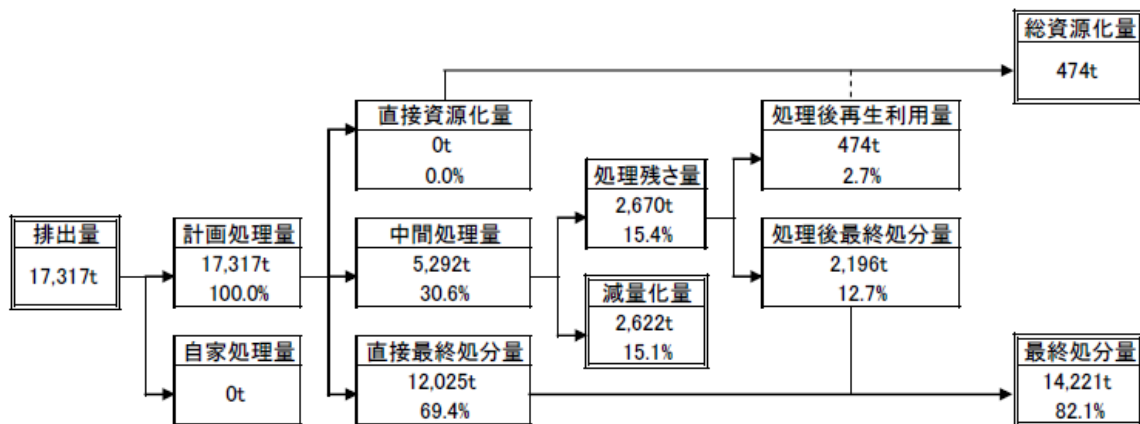 総資源化量
474t
直接資源化量
0t
0.0%
処理後再生利用量
474t
2.7%
処理残さ量
2,670t
15.4%
排出量
17,317t
計画処理量
17,317t
100.0%
中間処理量
5,292t
30.6%
処理後最終処分量
2,196t
12.7%
減量化量
2,622t
15.1%
自家処理量
0t
直接最終処分量
12,025t
69.4%
最終処分量
14,221t
82.1%